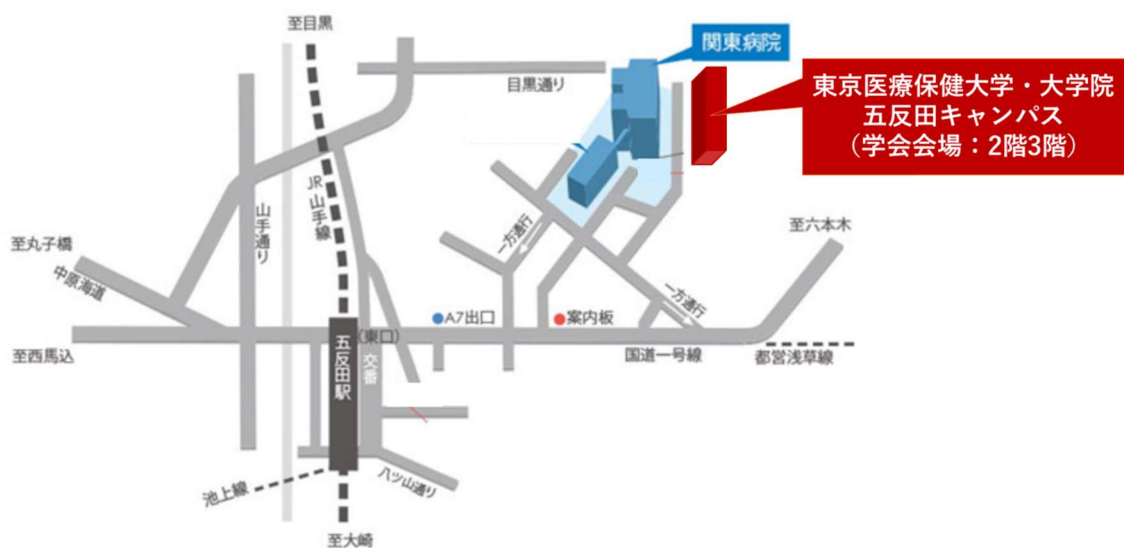 至目黒
関東病院
目黒通り
東京医療保健大学・大学院
五反田キャンパス
（学会会場：2階3階）
JR山手線
山手通り
至丸子橋
中原海道
一方通行
至六本木
一方通行
A7出口
案内板
(東口)
至西馬込
五反田駅
交番
国道一号線
都営浅草線
池上線
八ツ山通り
至大崎